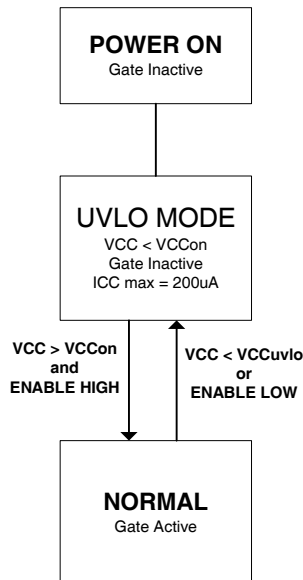 POWER ON
Gate Inactive
UVLO MODE
VCC < VCCon
Gate Inactive
ICC max = 200uA
VCC > VCCon
and
ENABLE HIGH
VCC < VCCuvlo
or
ENABLE LOW
NORMAL
Gate Active